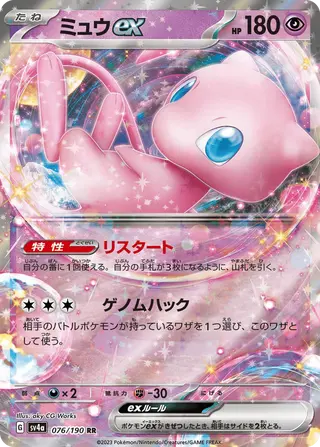 たね ミュウex HP 180
特性 とくせい リスタート
自分の番に1回使える。自分の手札が3枚になるように、山札を引く。
ゲノムハック
相手のバトルポケモンが持っているワザを1つ選び、このワザとして使う。
Illus. aky CG Works
弱点 ×2 抵抗力 -30 にげる
G sv4a 076/190 RR
exルール
ポケモンexがきぜつしたとき、相手はサイドを2枚とる。
©2023 Pokémon/Nintendo/Creatures/GAME FREAK.